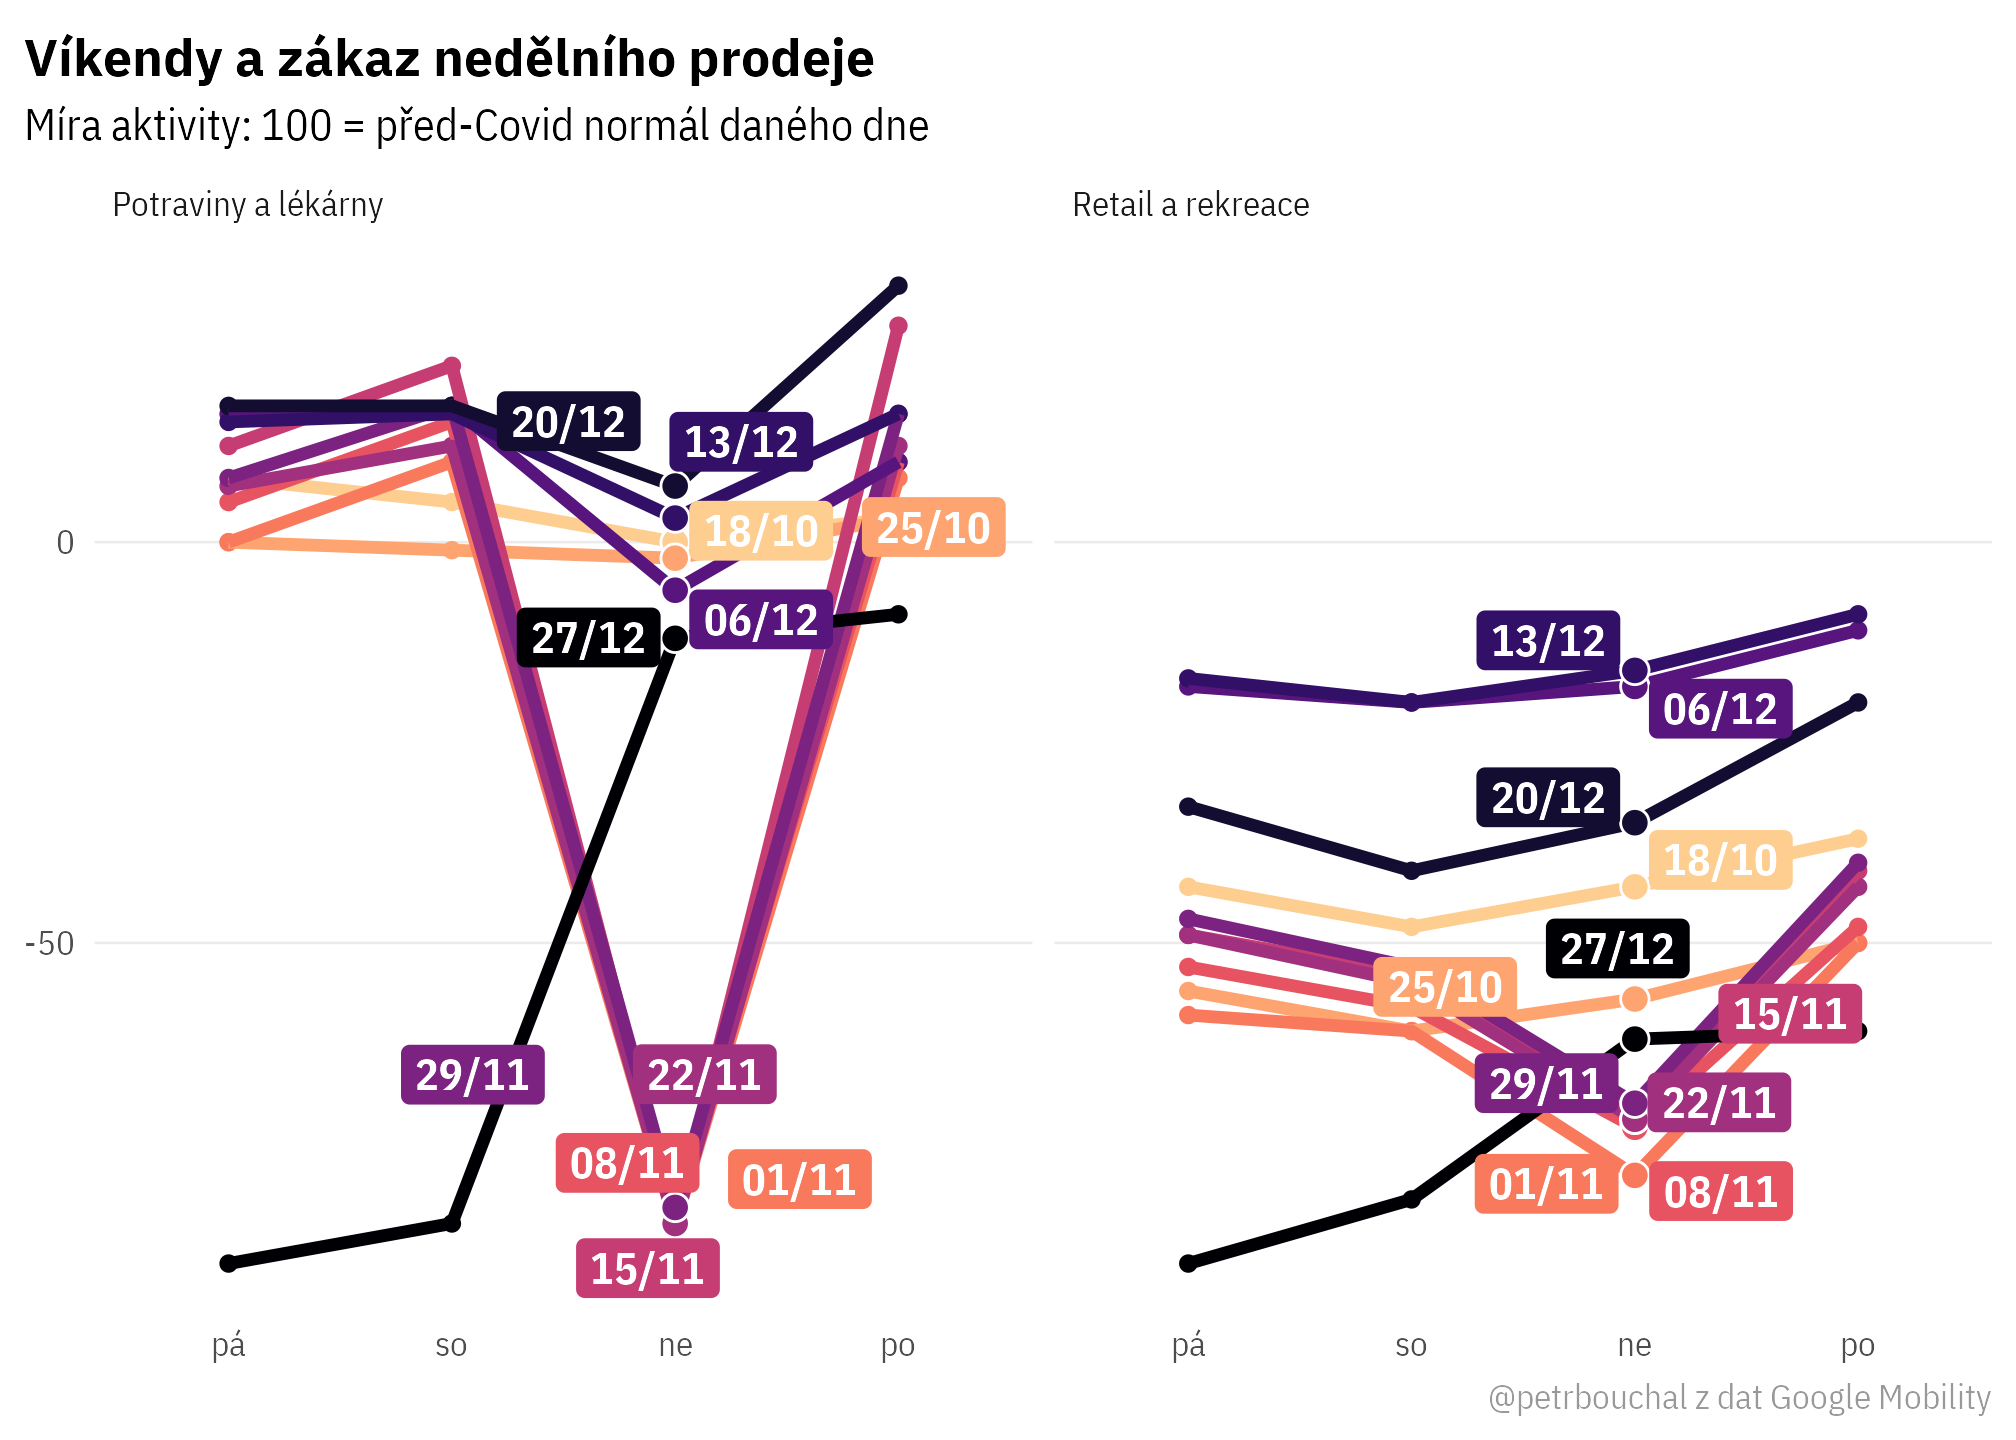 Víkendy a zákaz nedělního prodeje
Míra aktivity: 100 = před-Covid normál daného dne
Potraviny a lékárny
Retail a rekreace
0
-50
20/12
13/12
18/10
25/10
27/12
06/12
29/11
22/11
08/11
01/11
15/11
pá
so
ne
po
13/12
06/12
20/12
18/10
27/12
25/10
15/11
29/11
22/11
01/11
08/11
pá
so
ne
po
@petrbouchal z dat Google Mobility